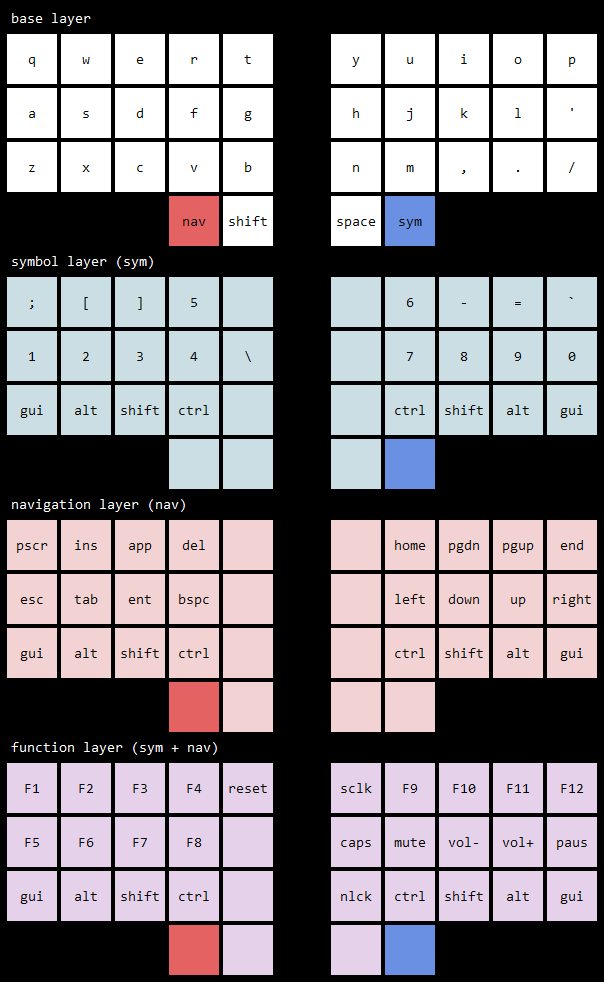 base layer
q w e r t y u i o p
a s d f g h j k l '
z x c v b n m , . /
nav shift space sym
symbol layer (sym)
; [ ] 5 6 - = `
1 2 3 4 \ 7 8 9 0
gui alt shift ctrl ctrl shift alt gui
navigation layer (nav)
pscr ins app del home pgdn pgup end
esc tab ent bspc left down up right
gui alt shift ctrl ctrl shift alt gui
function layer (sym + nav)
F1 F2 F3 F4 reset sclk F9 F10 F11 F12
F5 F6 F7 F8 caps mute vol- vol+ paus
gui alt shift ctrl nlck ctrl shift alt gui